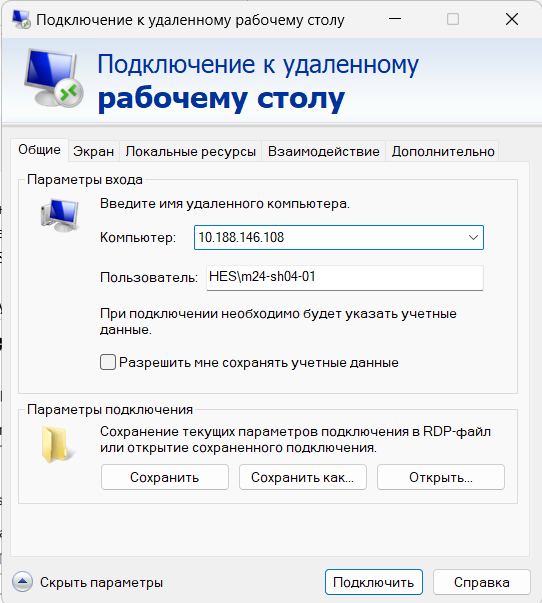 Подключение к удаленному рабочему столу
Подключение к удаленному
рабочему столу
Общие Экран Локальные ресурсы Взаимодействие Дополнительно
Параметры входа
Введите имя удаленного компьютера.
Компьютер: 10.188.146.108
Пользователь: HES\m24-sh04-01
При подключении необходимо будет указать учетные
данные.
Разрешить мне сохранять учетные данные
Параметры подключения
Сохранение текущих параметров подключения в RDP-файл
или открытие сохраненного подключения.
Сохранить Сохранить как... Открыть...
Скрыть параметры Подключить Справка